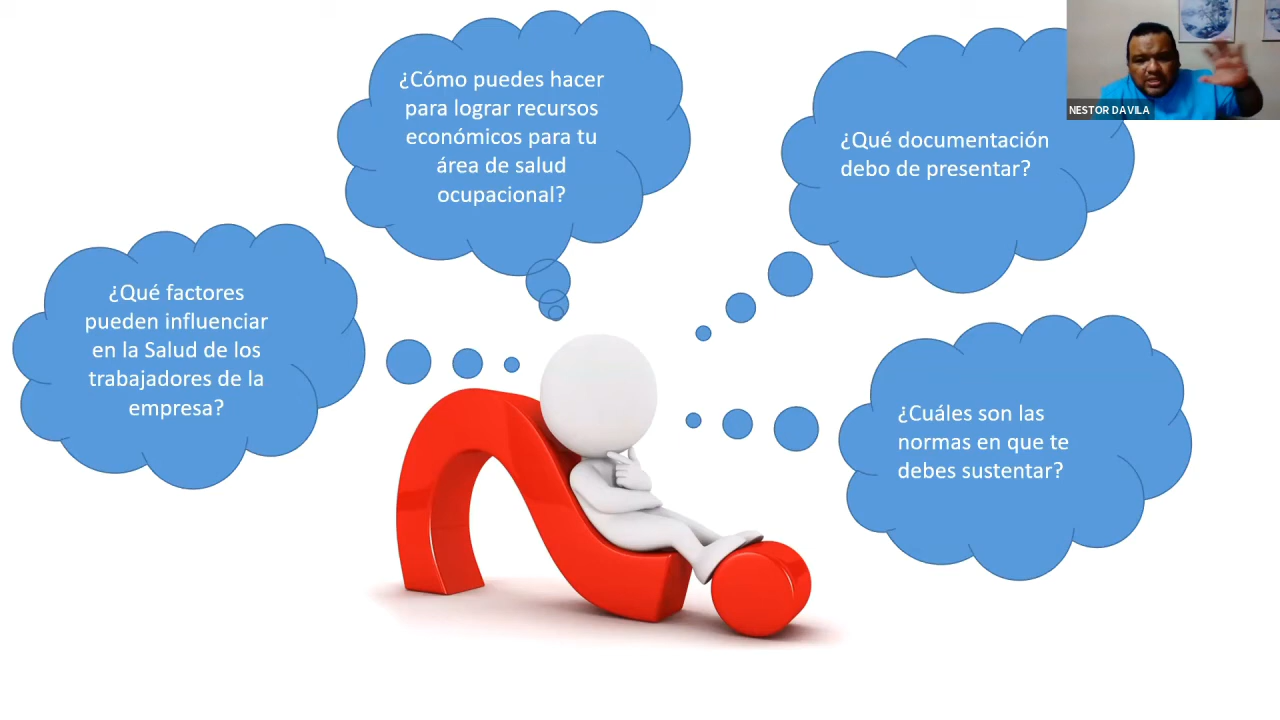 ¿Cómo puedes hacer
para lograr recursos
económicos para tu
área de salud
ocupacional?
¿Qué documentación
debo de presentar?
NESTOR DAVILA
¿Qué factores
pueden influenciar
en la Salud de los
trabajadores de la
empresa?
¿Cuáles son las
normas en que te
debes sustentar?